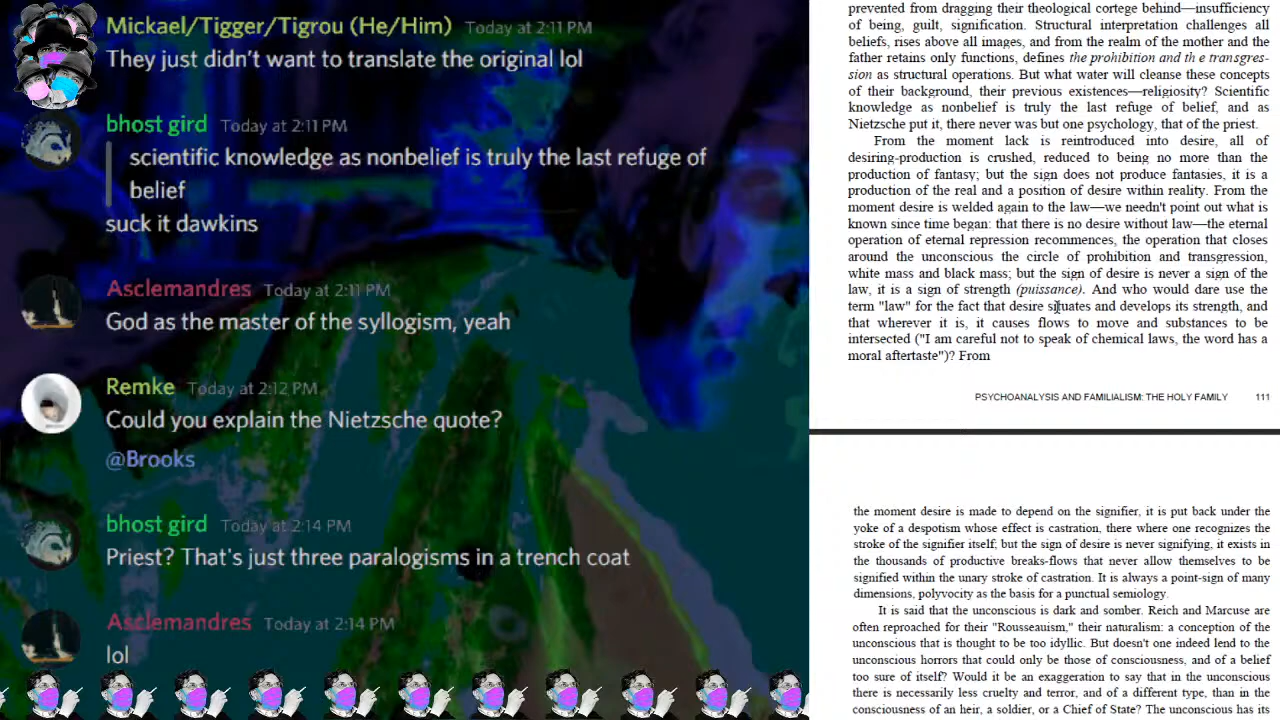 Mickael/Tigger/Tigrou (He/Him) Today at 2:11 PM
They just didn't want to translate the original lol
bhost gird Today at 2:11 PM
scientific knowledge as nonbelief is truly the last refuge of
belief
suck it dawkins
Asclemandres Today at 2:11 PM
God as the master of the syllogism, yeah
Remke Today at 2:12 PM
Could you explain the Nietzsche quote?
@Brooks
bhost gird Today at 2:14 PM
Priest? That's just three paralogisms in a trench coat
Asclemandres Today at 2:14 PM
lol
prevented from dragging their theological cortege behind—insufficiency
of being, guilt, signification. Structural interpretation challenges all
beliefs, rises above all images, and from the realm of the mother and the
father retains only functions, defines the prohibition and th e transgres-
sion as structural operations. But what water will cleanse these concepts
of their background, their previous existences—religiosity? Scientific
knowledge as nonbelief is truly the last refuge of belief, and as
Nietzsche put it, there never was but one psychology, that of the priest.
From the moment lack is reintroduced into desire, all of
desiring-production is crushed, reduced to being no more than the
production of fantasy; but the sign does not produce fantasies, it is a
production of the real and a position of desire within reality. From the
moment desire is welded again to the law—we needn't point out what is
known since time began: that there is no desire without law—the eternal
operation of eternal repression recommences, the operation that closes
around the unconscious the circle of prohibition and transgression,
white mass and black mass; but the sign of desire is never a sign of the
law, it is a sign of strength (puissance). And who would dare use the
term "law" for the fact that desire situates and develops its strength, and
that wherever it is, it causes flows to move and substances to be
intersected ("I am careful not to speak of chemical laws, the word has a
moral aftertaste")? From
PSYCHOANALYSIS AND FAMILIALISM: THE HOLY FAMILY 111
the moment desire is made to depend on the signifier, it is put back under the
yoke of a despotism whose effect is castration, there where one recognizes the
stroke of the signifier itself; but the sign of desire is never signifying, it exists in
the thousands of productive breaks-flows that never allow themselves to be
signified within the unary stroke of castration. It is always a point-sign of many
dimensions, polyvocity as the basis for a punctual semiology.
It is said that the unconscious is dark and somber. Reich and Marcuse are
often reproached for their "Rousseauism," their naturalism: a conception of the
unconscious that is thought to be too idyllic. But doesn't one indeed lend to the
unconscious horrors that could only be those of consciousness, and of a belief
too sure of itself? Would it be an exaggeration to say that in the unconscious
there is necessarily less cruelty and terror, and of a different type, than in the
consciousness of an heir, a soldier, or a Chief of State? The unconscious has its